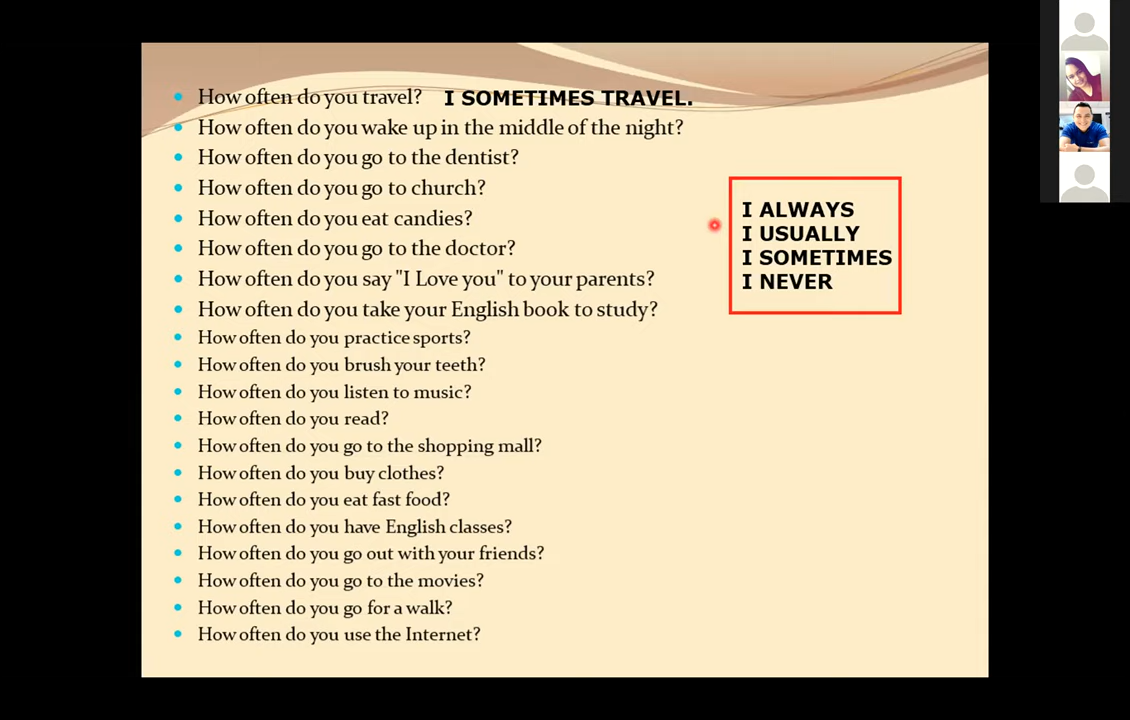 How often do you travel? I SOMETIMES TRAVEL.
How often do you wake up in the middle of the night?
How often do you go to the dentist?
How often do you go to church?
How often do you eat candies?
How often do you go to the doctor?
How often do you say "I Love you" to your parents?
How often do you take your English book to study?
How often do you practice sports?
How often do you brush your teeth?
How often do you listen to music?
How often do you read?
How often do you go to the shopping mall?
How often do you buy clothes?
How often do you eat fast food?
How often do you have English classes?
How often do you go out with your friends?
How often do you go to the movies?
How often do you go for a walk?
How often do you use the Internet?
I ALWAYS
I USUALLY
I SOMETIMES
I NEVER